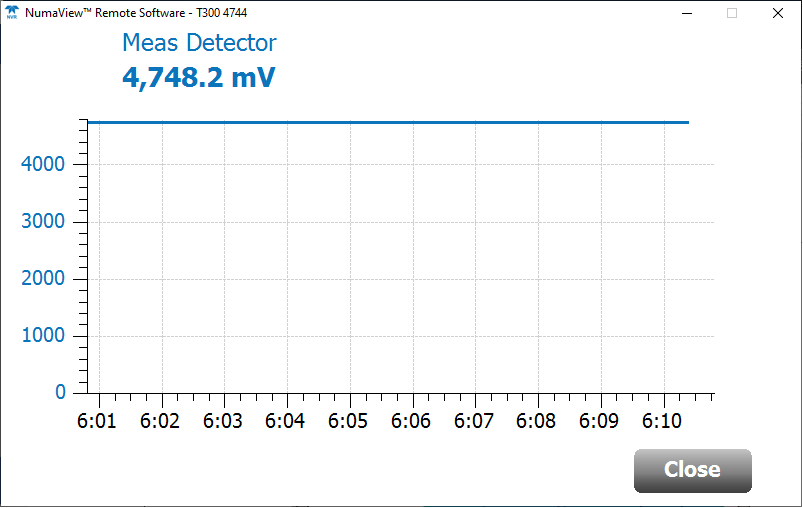 NVR
NumaView™ Remote Software - T300 4744
Meas Detector
4,748.2 mV
4000
3000
2000
1000
0
6:01 6:02 6:03 6:04 6:05 6:06 6:07 6:08 6:09 6:10
Close